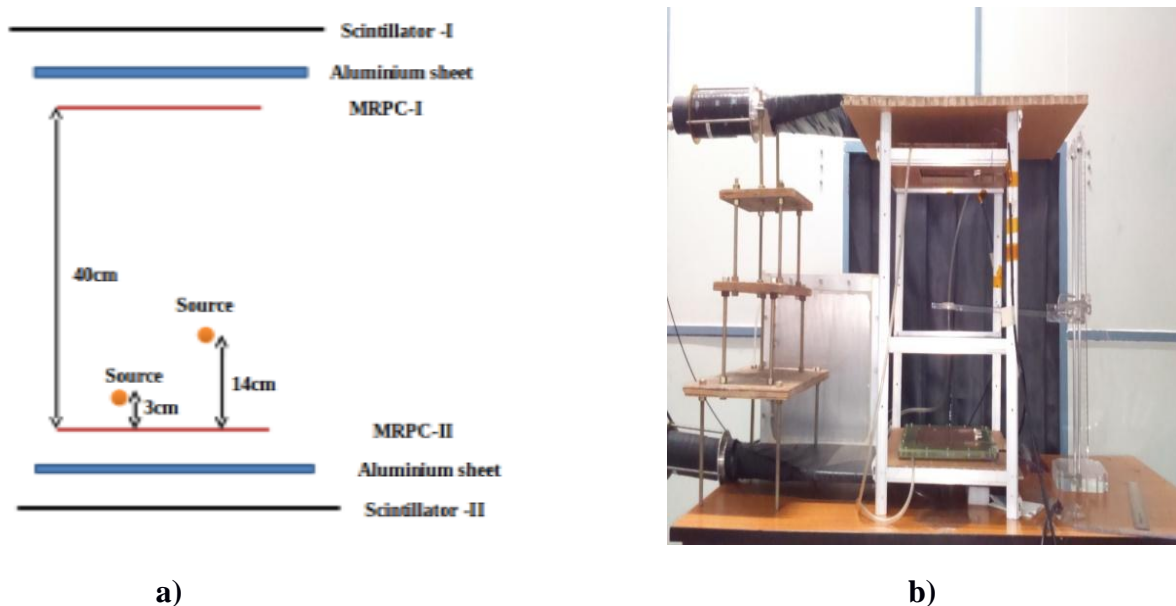 Scintillator -I
Aluminium sheet
MRPC-I
40cm
Source
14cm
Source
3cm
MRPC-II
Aluminium sheet
Scintillator -II
a)
b)